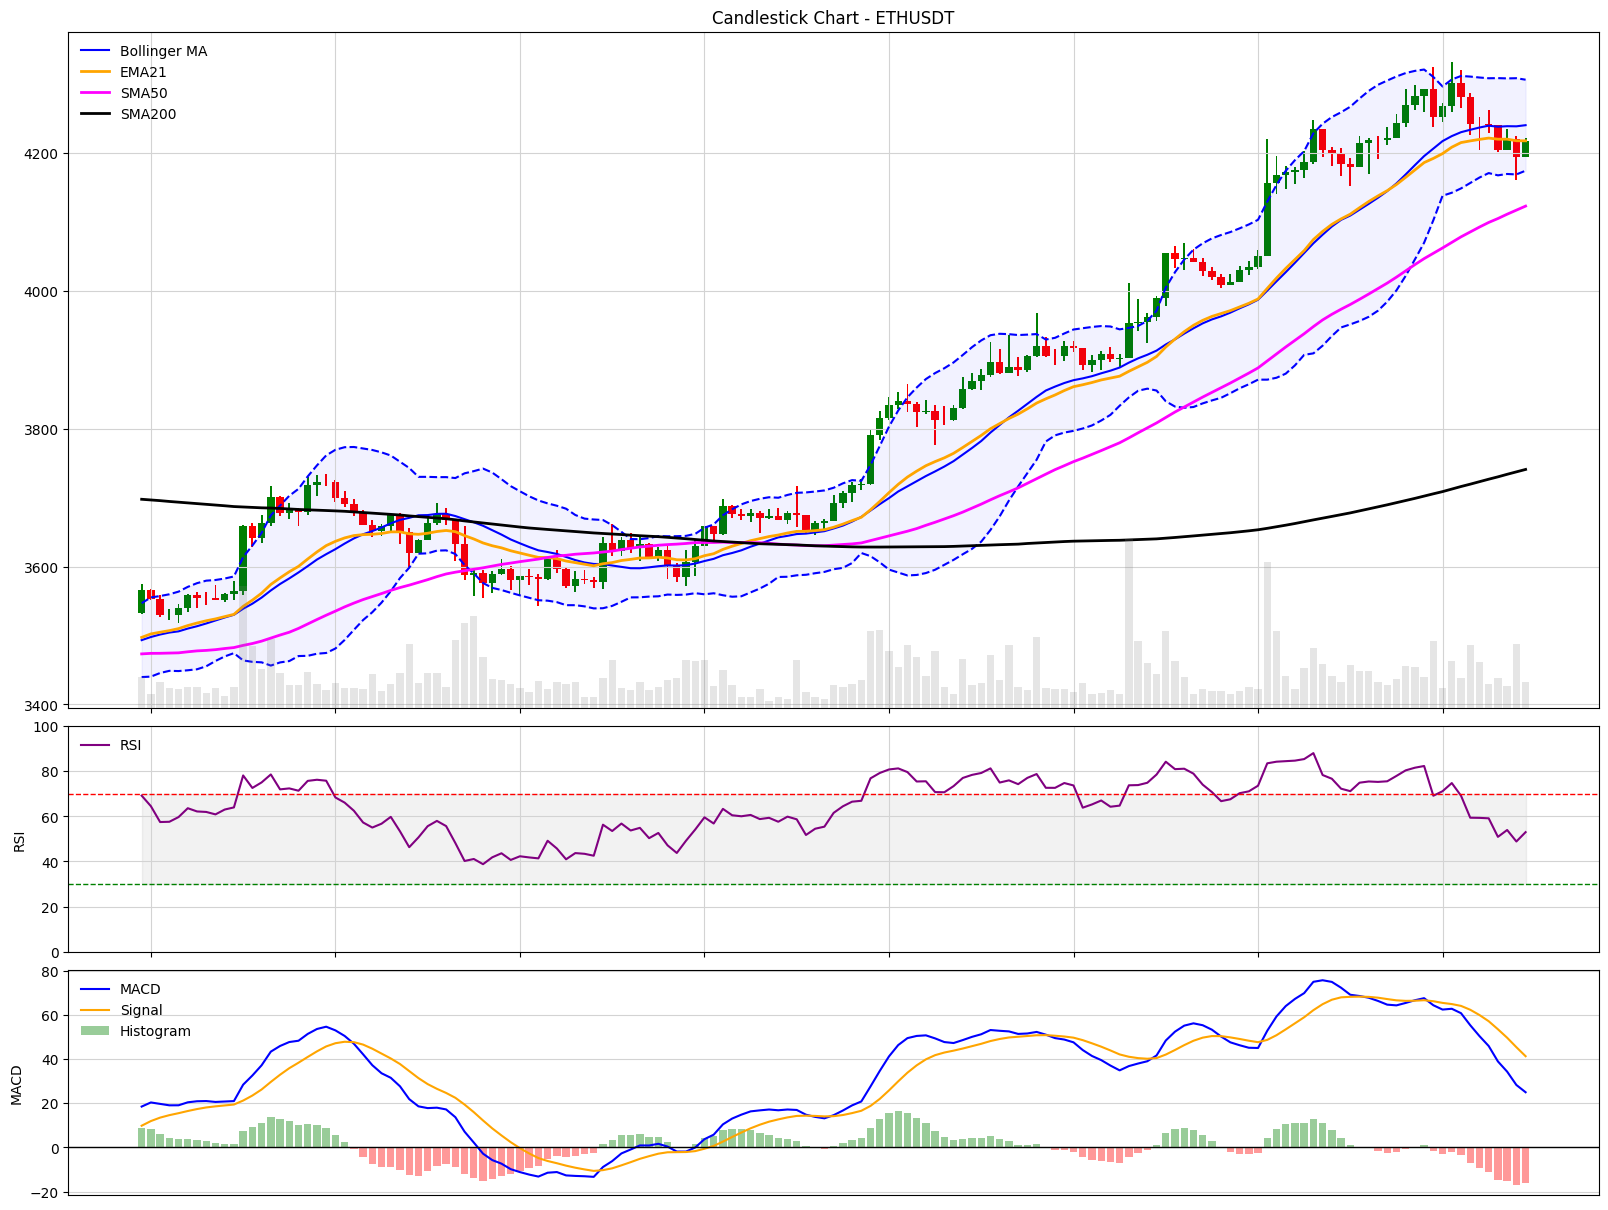 Candlestick Chart - ETHUSDT
Bollinger MA
EMA21
SMA50
SMA200
4200
4000
3800
3600
3400
100
80
60
40
20
0
RSI
RSI
80
60
40
20
0
−20
MACD
MACD
Signal
Histogram